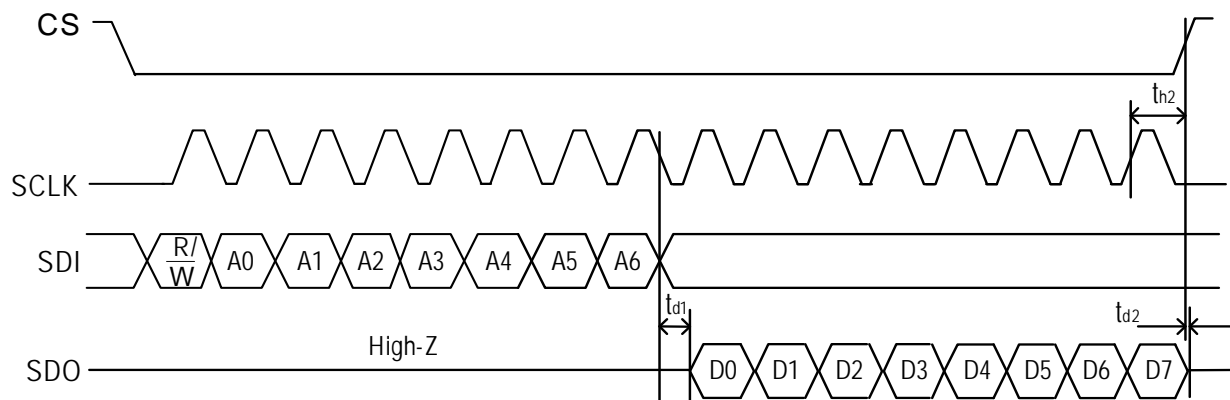 CS
th2
SCLK
SDI R/W A0 A1 A2 A3 A4 A5 A6
td1 td2
High-Z
SDO D0 D1 D2 D3 D4 D5 D6 D7